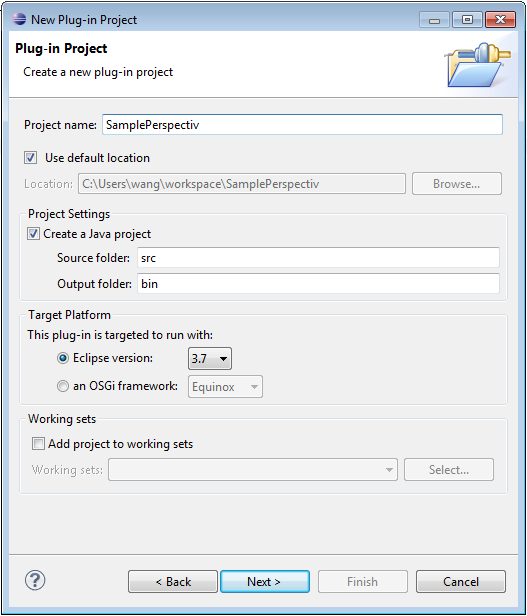 New Plug-in Project
Plug-in Project
Create a new plug-in project
Project name: SamplePerspectiv
Use default location
Location: C:\Users\wang\workspace\SamplePerspectiv Browse...
Project Settings
Create a Java project
Source folder: src
Output folder: bin
Target Platform
This plug-in is targeted to run with:
Eclipse version: 3.7
an OSGi framework: Equinox
Working sets
Add project to working sets
Working sets: Select...
? < Back Next > Finish Cancel